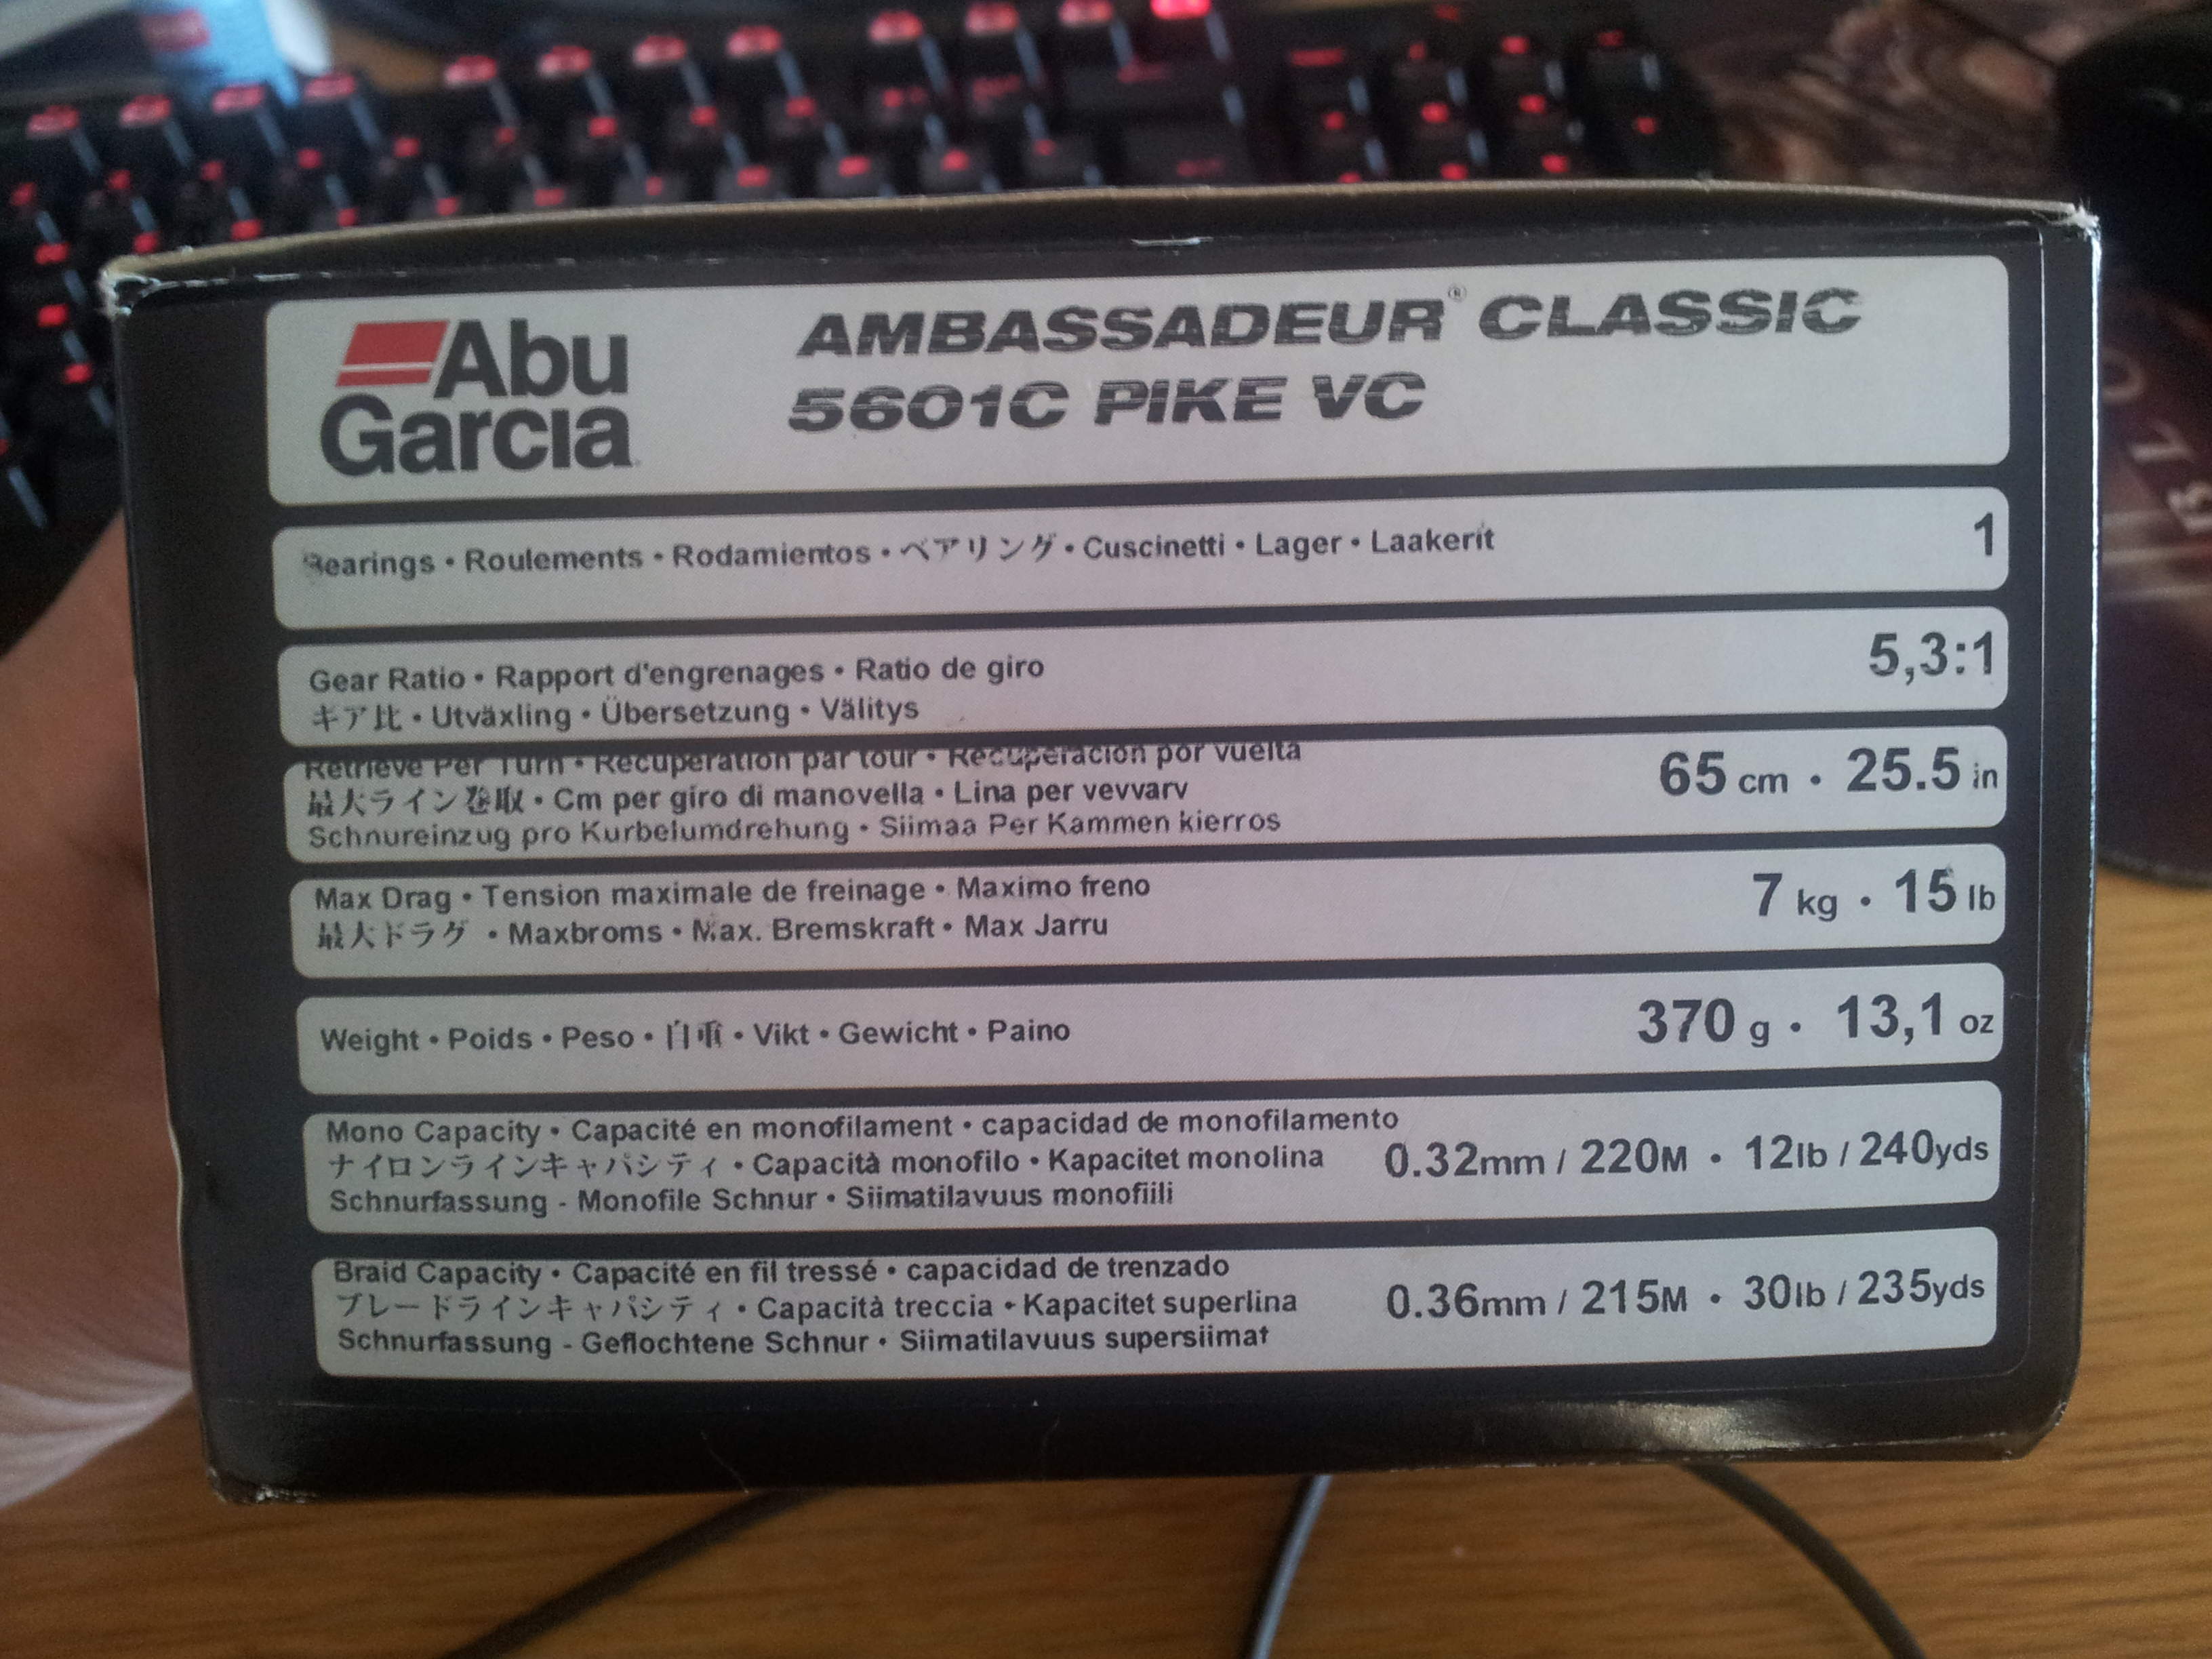 Abu
Garcia
AMBASSADEUR® CLASSIC
5601C PIKE VC
Bearings • Roulements • Rodamientos • ベアリング • Cuscinetti • Lager • Laakerit 1
Gear Ratio • Rapport d'engrenages • Ratio de giro
ギア比 • Utväxling • Übersetzung • Välitys
5,3:1
Retrieve Per Turn • Recuperation par tour • Recuperacion por vuelta
最大ライン巻取 • Cm per giro di manovella • Lina per vevvarv
Schnureinzug pro Kurbelumdrehung • Siimaa Per Kammen kierros
65 cm • 25.5 in
Max Drag • Tension maximale de freinage • Maximo freno
最大ドラグ • Maxbroms • Max. Bremskraft • Max Jarru
7 kg • 15 lb
Weight • Poids • Peso • 自重 • Vikt • Gewicht • Paino 370 g • 13,1 oz
Mono Capacity • Capacité en monofilament • capacidad de monofilamento
ナイロンラインキャパシティ • Capacità monofilo • Kapacitet monolina
Schnurfassung - Monofile Schnur • Siimatilavuus monofiili
0.32mm / 220M • 12lb / 240yds
Braid Capacity • Capacité en fil tressé • capacidad de trenzado
ブレードラインキャパシティ • Capacità treccia • Kapacitet superlina
Schnurfassung - Geflochtene Schnur • Siimatilavuus supersiimat
0.36mm / 215M • 30lb / 235yds